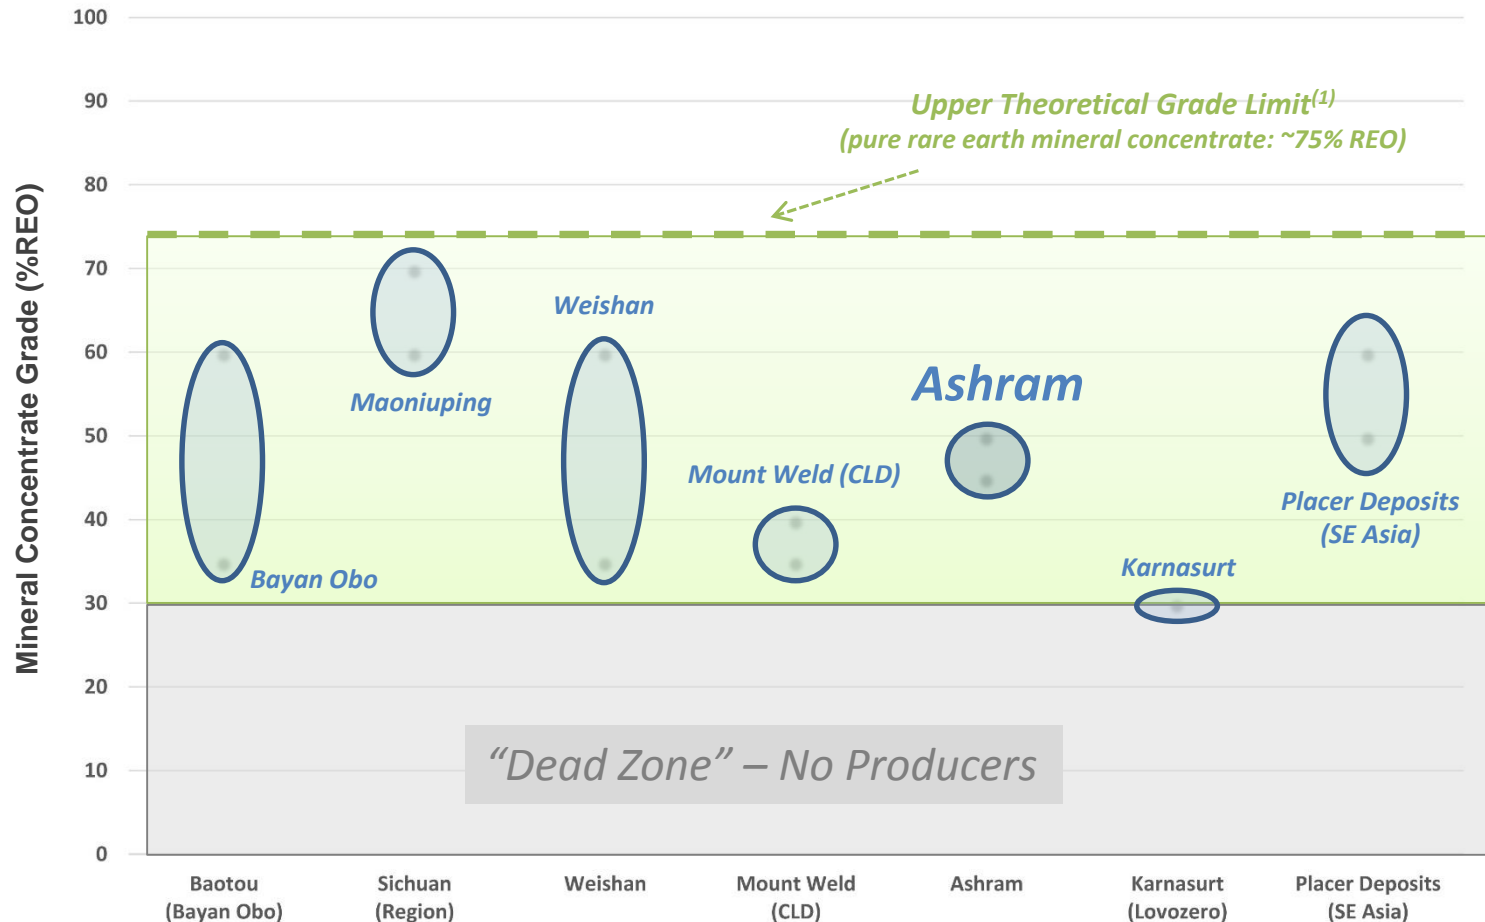 Mineral Concentrate Grade (%REO)
100
90
80
70
60
50
40
30
20
10
0
Upper Theoretical Grade Limit(1)
(pure rare earth mineral concentrate: ~75% REO)
Weishan
Maoniuping
Ashram
Mount Weld (CLD)
Placer Deposits
(SE Asia)
Bayan Obo
Karnasurt
“Dead Zone” – No Producers
Baotou
(Bayan Obo)
Sichuan
(Region)
Weishan
Mount Weld
(CLD)
Ashram
Karnasurt
(Lovozero)
Placer Deposits
(SE Asia)